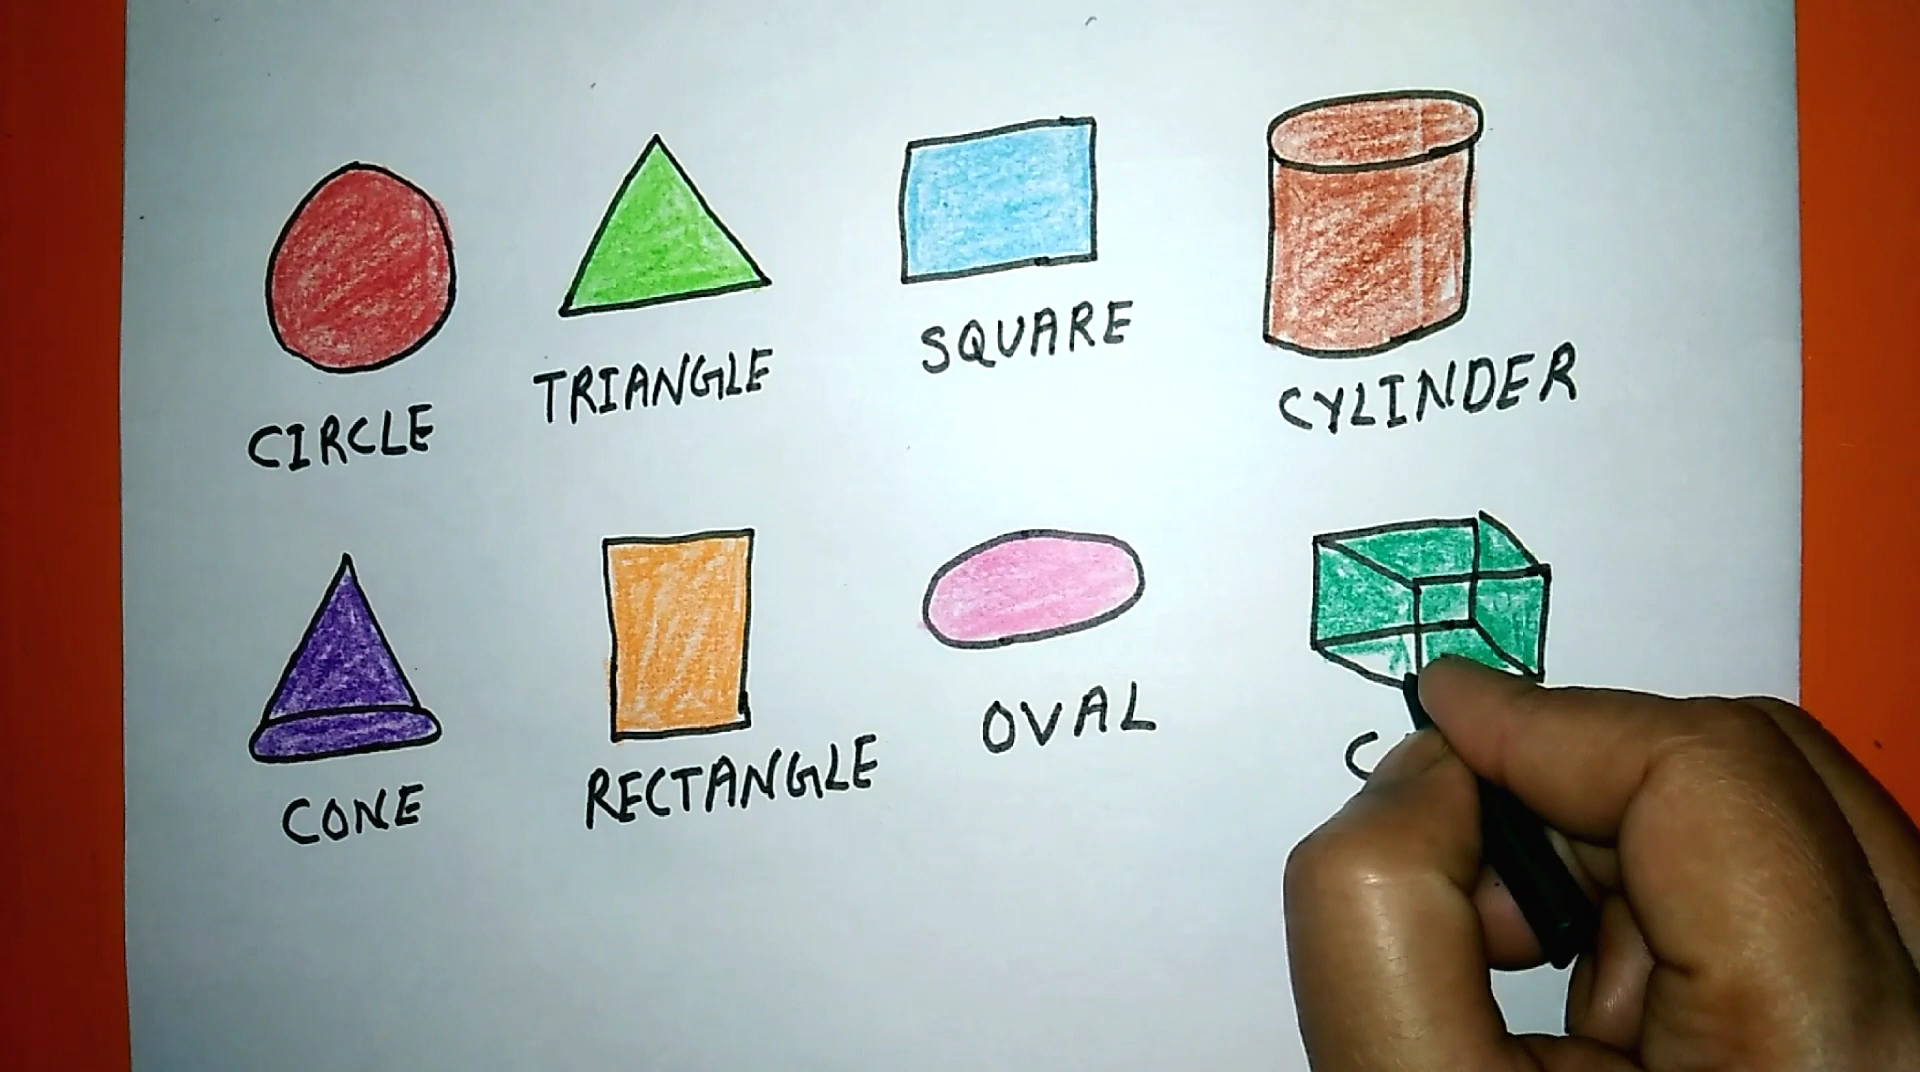 CIRCLE
TRIANGLE
SQUARE
CYLINDER
CONE
RECTANGLE
OVAL